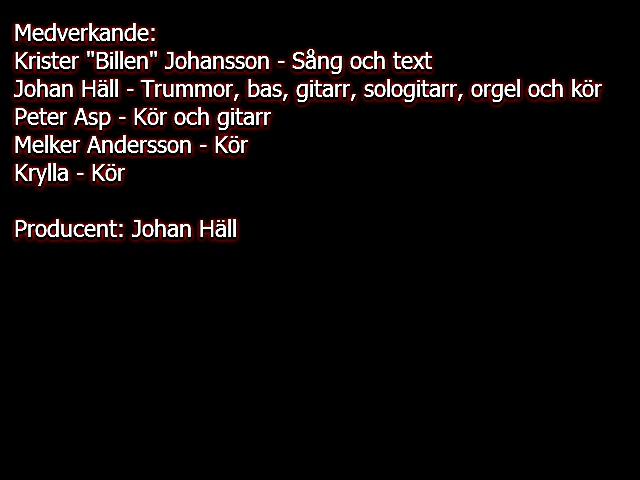 Medverkande:
Krister "Billen" Johansson - Sång och text
Johan Häll - Trummor, bas, gitarr, sologitarr, orgel och kör
Peter Asp - Kör och gitarr
Melker Andersson - Kör
Krylla - Kör
Producent: Johan Häll